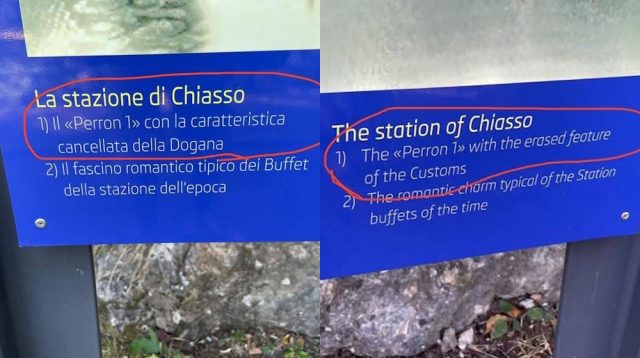 La stazione di Chiasso
1) Il «Perron 1» con la caratteristica
cancellata della Dogana
2) Il fascino romantico tipico dei Buffet
della stazione dell'epoca
The station of Chiasso
1) The «Perron 1» with the erased feature
of the Customs
2) The romantic charm typical of the Station
buffets of the time